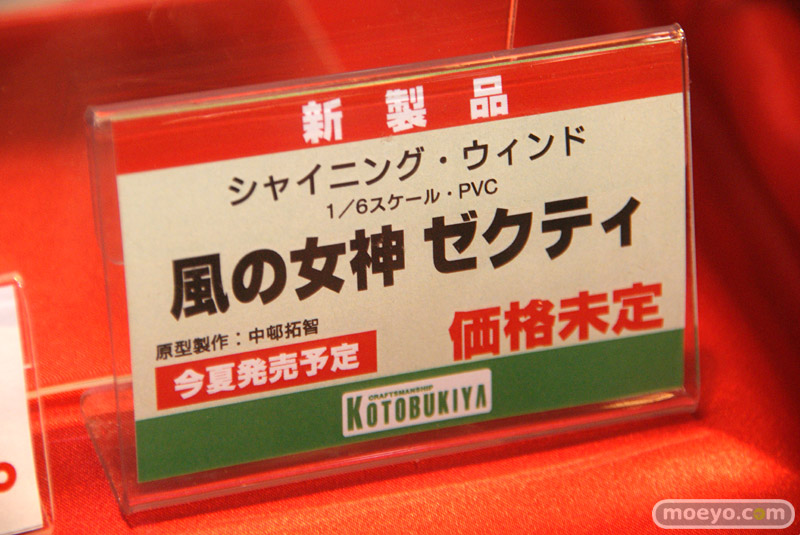 新製品
シャイニング・ウィンド
1／6スケール・PVC
風の女神 ゼクティ
原型製作：中邨拓智
価格未定
今夏発売予定
CRAFTSMANSHIP
KOTOBUKIYA
moeyo.com